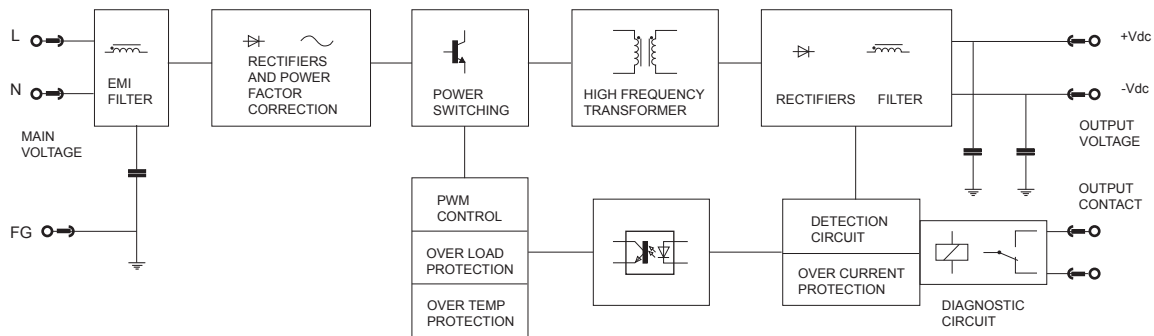 L
N
MAIN
VOLTAGE
FG
EMI
FILTER
RECTIFIERS
AND POWER
FACTOR
CORRECTION
POWER
SWITCHING
HIGH FREQUENCY
TRANSFORMER
RECTIFIERS FILTER
+Vdc
-Vdc
OUTPUT
VOLTAGE
OUTPUT
CONTACT
PWM
CONTROL
OVER LOAD
PROTECTION
OVER TEMP
PROTECTION
DETECTION
CIRCUIT
OVER CURRENT
PROTECTION
DIAGNOSTIC
CIRCUIT